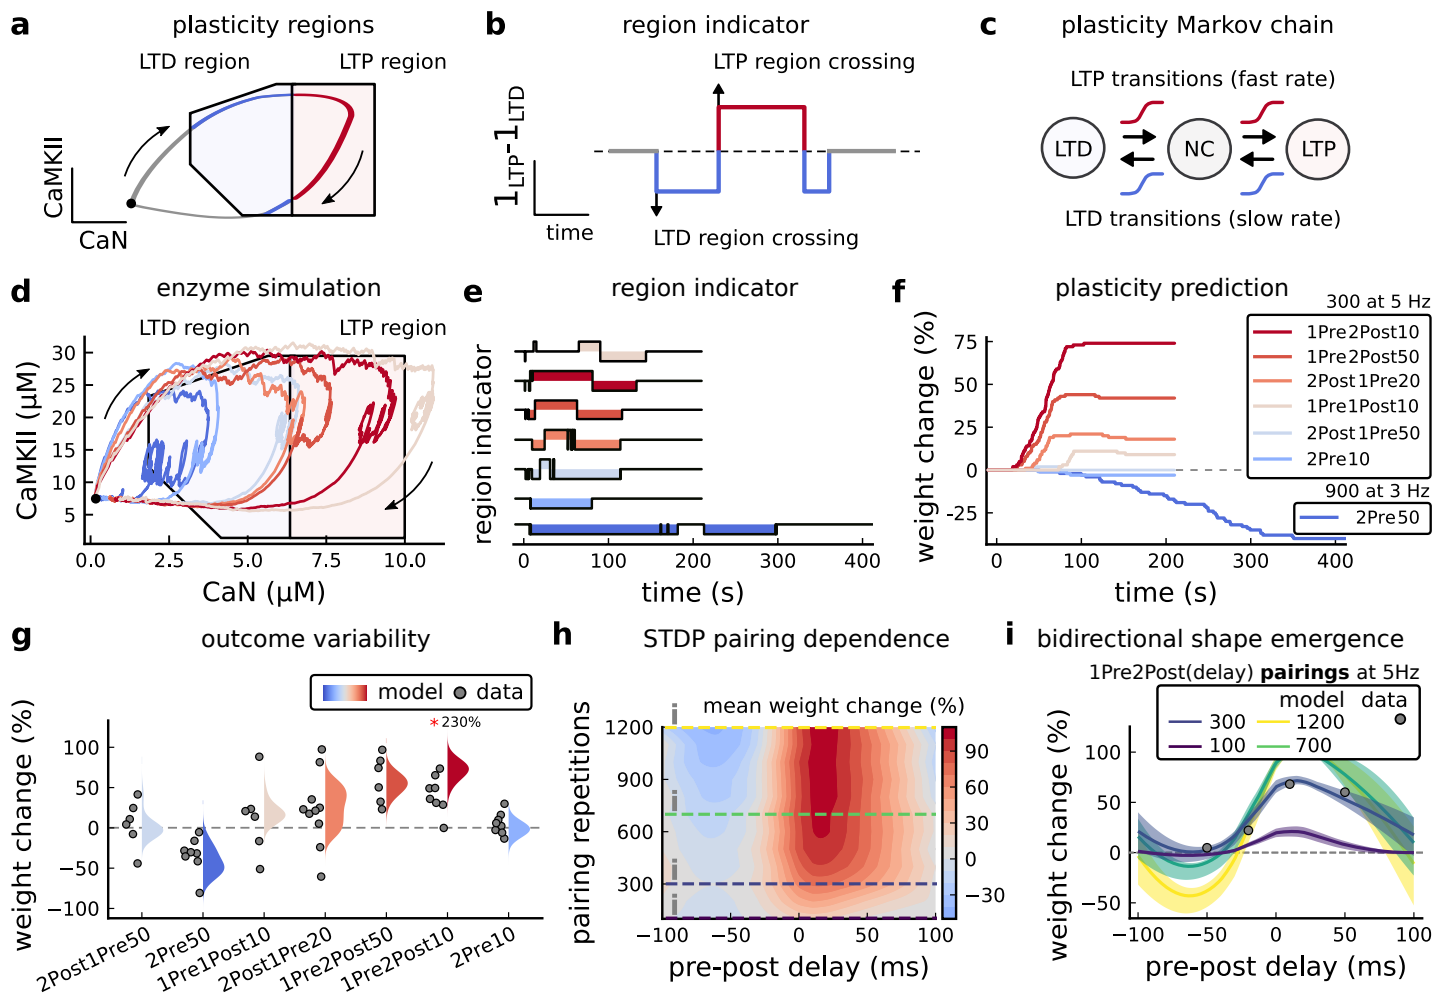 a plasticity regions
LTD region LTP region
CaMKII
CaN
b region indicator
LTP region crossing
1LTP-1LTD
time
LTD region crossing
c plasticity Markov chain
LTP transitions (fast rate)
LTD NC LTP
LTD transitions (slow rate)
d enzyme simulation
LTD region LTP region
CaMKII (μM)
30
25
20
15
10
5
0.0 2.5 5.0 7.5 10.0
CaN (μM)
e region indicator
region indicator
0 100 200 300 400
time (s)
f plasticity prediction
300 at 5 Hz
1Pre2Post10
1Pre2Post50
2Post1Pre20
1Pre1Post10
2Post1Pre50
2Pre10
900 at 3 Hz
2Pre50
weight change (%)
75
50
25
0
-25
0 100 200 300 400
time (s)
g outcome variability
model data
* 230%
weight change (%)
100
50
0
−50
−100
2Post1Pre50 2Pre50 1Pre1Post10 2Post1Pre20 1Pre2Post50 1Pre2Post10 2Pre10
h STDP pairing dependence
mean weight change (%)
pairing repetitions
1200
900
600
300
−100 −50 0 50 100
pre-post delay (ms)
90
60
30
0
−30
i bidirectional shape emergence
1Pre2Post(delay) pairings at 5Hz
model data
300 1200
100 700
weight change (%)
100
50
0
−50
−100 −50 0 50 100
pre-post delay (ms)